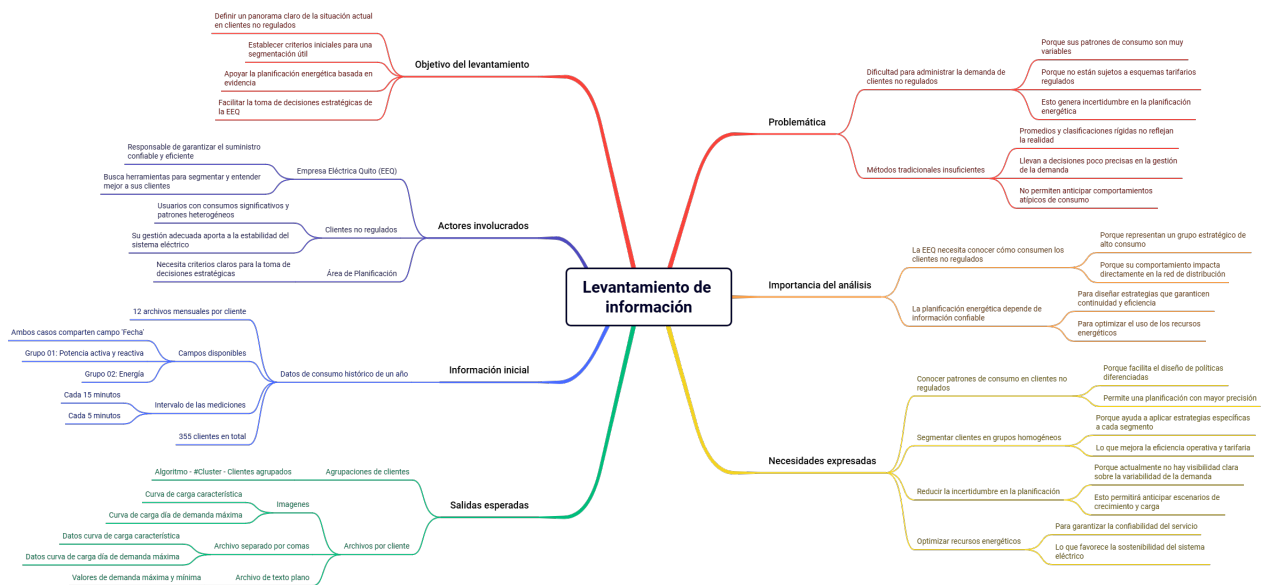 Levantamiento de
información
Objetivo del levantamiento
Definir un panorama claro de la situación actual
en clientes no regulados
Establecer criterios iniciales para una
segmentación útil
Apoyar la planificación energética basada en
evidencia
Facilitar la toma de decisiones estratégicas de
la EEQ
Actores involucrados
Empresa Eléctrica Quito (EEQ)
Responsable de garantizar el suministro
confiable y eficiente
Busca herramientas para segmentar y entender
mejor a sus clientes
Clientes no regulados
Usuarios con consumos significativos y
patrones heterogéneos
Su gestión adecuada aporta a la estabilidad del
sistema eléctrico
Área de Planificación
Necesita criterios claros para la toma de
decisiones estratégicas
Información inicial
Datos de consumo histórico de un año
12 archivos mensuales por cliente
Campos disponibles
Ambos casos comparten campo 'Fecha'
Grupo 01: Potencia activa y reactiva
Grupo 02: Energía
Intervalo de las mediciones
Cada 15 minutos
Cada 5 minutos
355 clientes en total
Salidas esperadas
Agrupaciones de clientes
Algoritmo - #Cluster - Clientes agrupados
Archivos por cliente
Imagenes
Curva de carga característica
Curva de carga día de demanda máxima
Archivo separado por comas
Datos curva de carga característica
Datos curva de carga día de demanda máxima
Archivo de texto plano
Valores de demanda máxima y mínima
Problemática
Dificultad para administrar la demanda de
clientes no regulados
Porque sus patrones de consumo son muy
variables
Porque no están sujetos a esquemas tarifarios
regulados
Esto genera incertidumbre en la planificación
energética
Métodos tradicionales insuficientes
Promedios y clasificaciones rígidas no reflejan
la realidad
Llevan a decisiones poco precisas en la gestión
de la demanda
No permiten anticipar comportamientos
atípicos de consumo
Importancia del análisis
La EEQ necesita conocer cómo consumen los
clientes no regulados
Porque representan un grupo estratégico de
alto consumo
Porque su comportamiento impacta
directamente en la red de distribución
La planificación energética depende de
información confiable
Para diseñar estrategias que garanticen
continuidad y eficiencia
Para optimizar el uso de los recursos
energéticos
Necesidades expresadas
Conocer patrones de consumo en clientes no
regulados
Porque facilita el diseño de políticas
diferenciadas
Permite una planificación con mayor precisión
Segmentar clientes en grupos homogéneos
Porque ayuda a aplicar estrategias específicas
a cada segmento
Lo que mejora la eficiencia operativa y tarifaria
Reducir la incertidumbre en la planificación
Porque actualmente no hay visibilidad clara
sobre la variabilidad de la demanda
Esto permitirá anticipar escenarios de
crecimiento y carga
Optimizar recursos energéticos
Para garantizar la confiabilidad del servicio
Lo que favorece la sostenibilidad del sistema
eléctrico